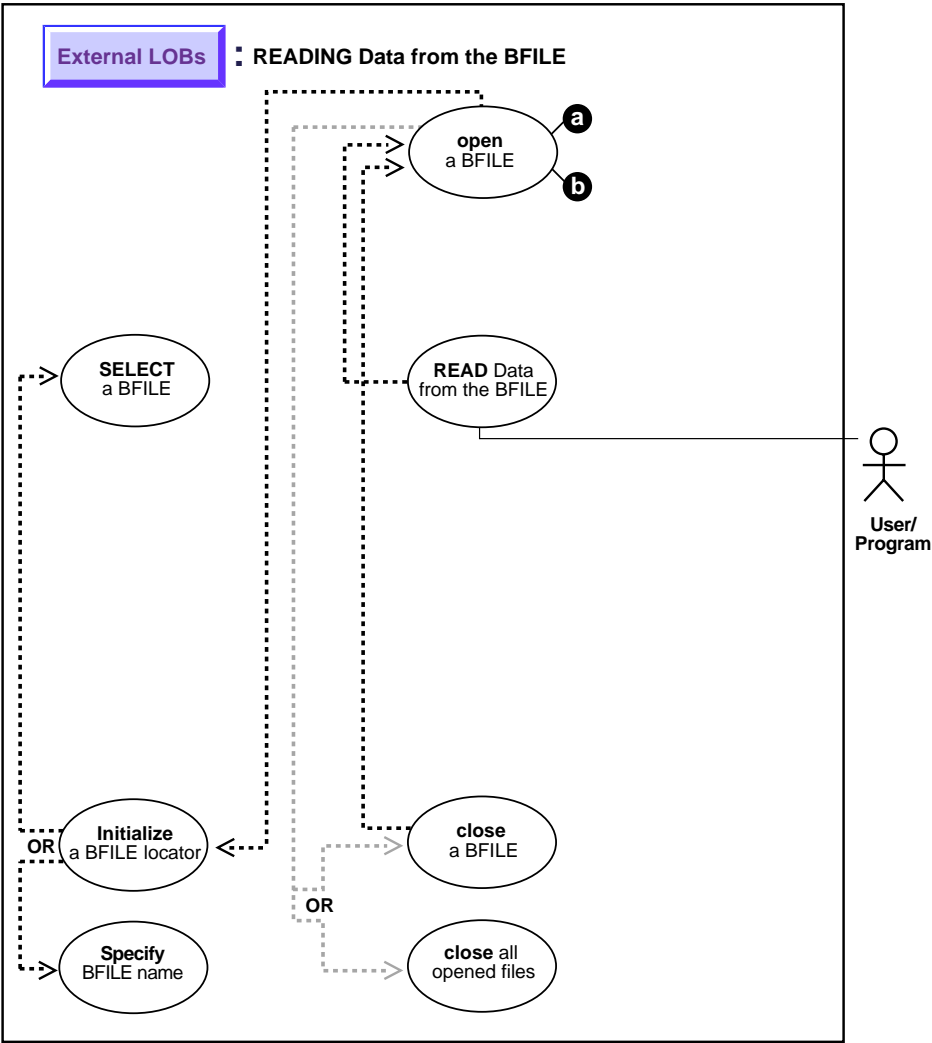 External LOBs : READING Data from the BFILE
open
a BFILE
a
b
SELECT
a BFILE
READ Data
from the BFILE
User/
Program
Initialize
a BFILE locator
OR
close
a BFILE
OR
Specify
BFILE name
close all
opened files